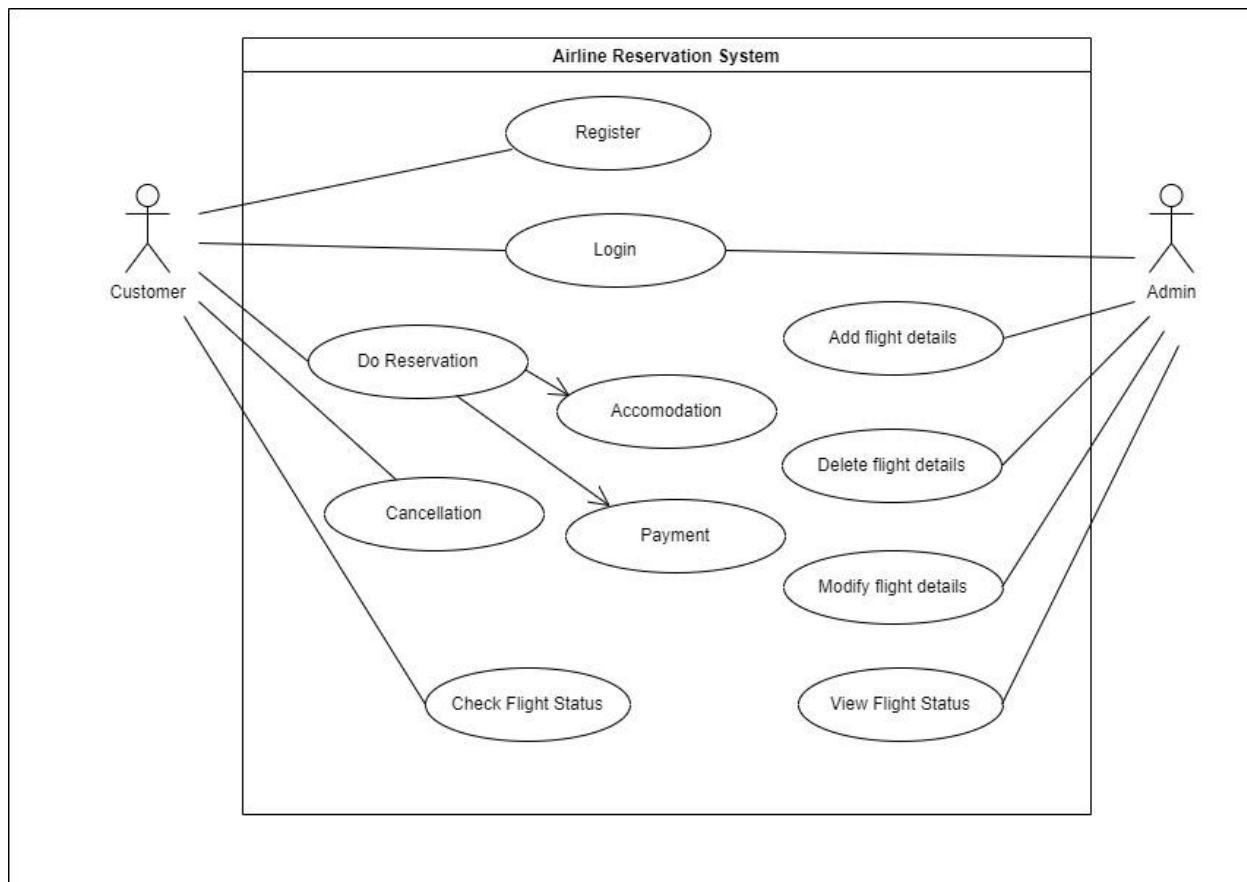 Airline Reservation System
Register
Login
Customer
Admin
Add flight details
Do Reservation
Accomodation
Delete flight details
Cancellation
Payment
Modify flight details
Check Flight Status
View Flight Status